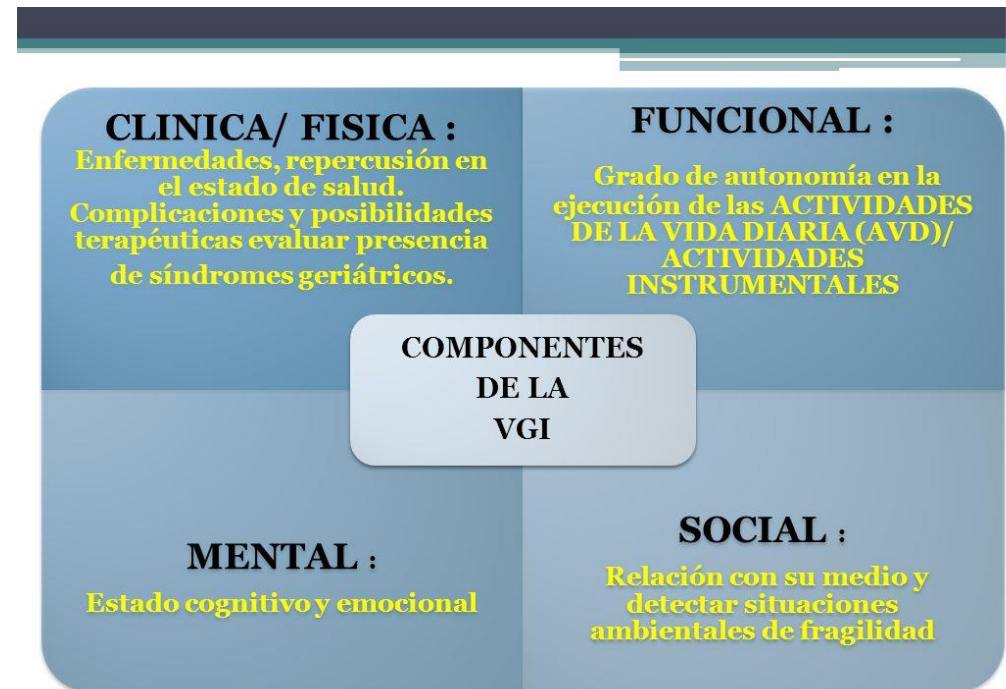 CLINICA/ FISICA :
Enfermedades, repercusión en
el estado de salud.
Complicaciones y posibilidades
terapéuticas evaluar presencia
de síndromes geriátricos.
FUNCIONAL :
Grado de autonomía en la
ejecución de las ACTIVIDADES
DE LA VIDA DIARIA (AVD)/
ACTIVIDADES
INSTRUMENTALES
COMPONENTES
DE LA
VGI
MENTAL :
Estado cognitivo y emocional
SOCIAL :
Relación con su medio y
detectar situaciones
ambientales de fragilidad